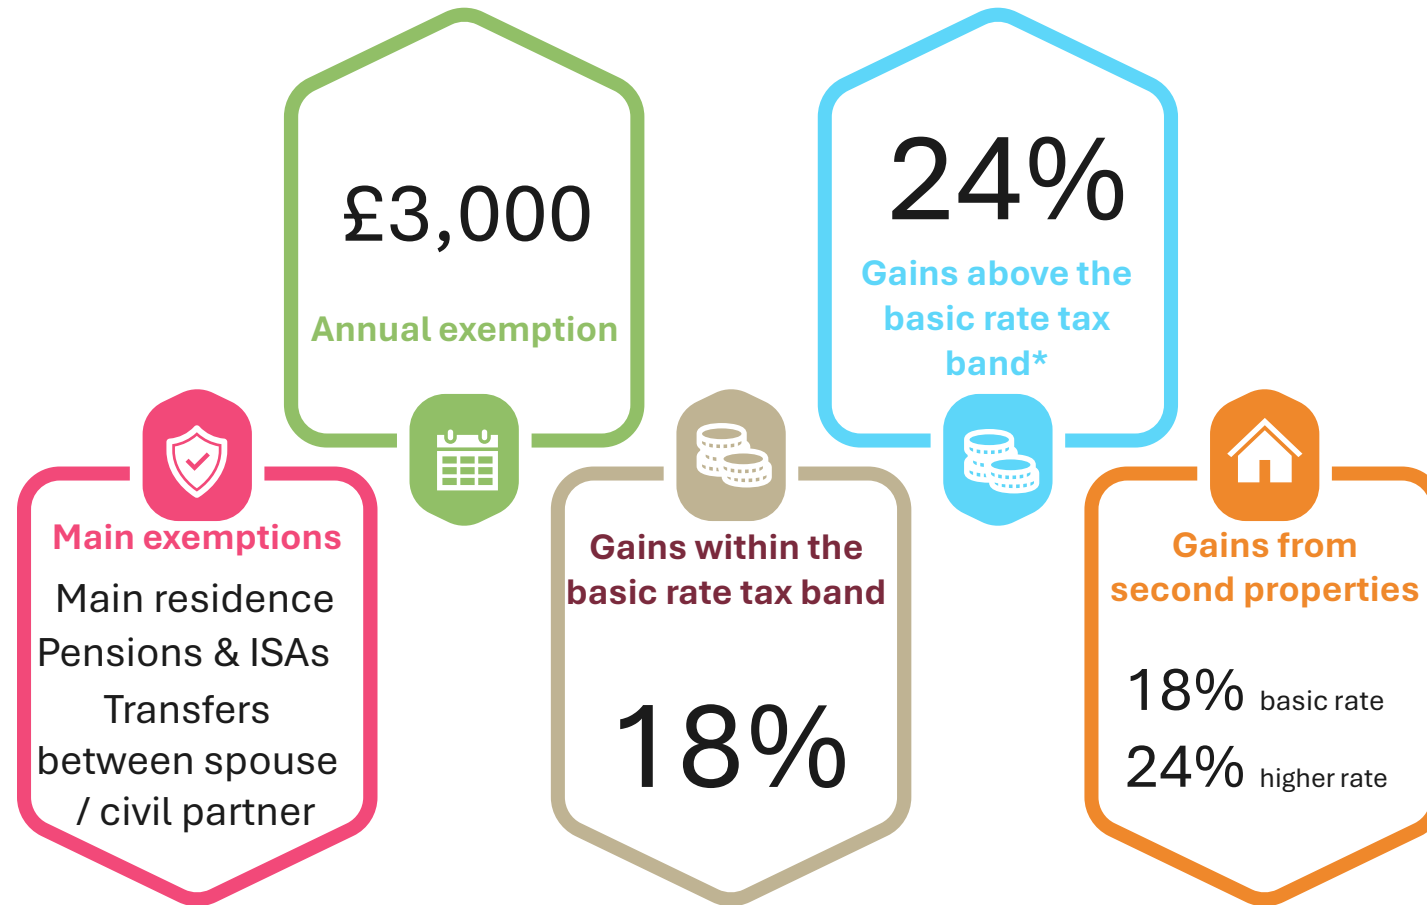 Main exemptions
Main residence
Pensions & ISAs
Transfers
between spouse
/ civil partner
£3,000
Annual exemption
Gains within the
basic rate tax band
18%
24%
Gains above the
basic rate tax
band*
Gains from
second properties
18% basic rate
24% higher rate